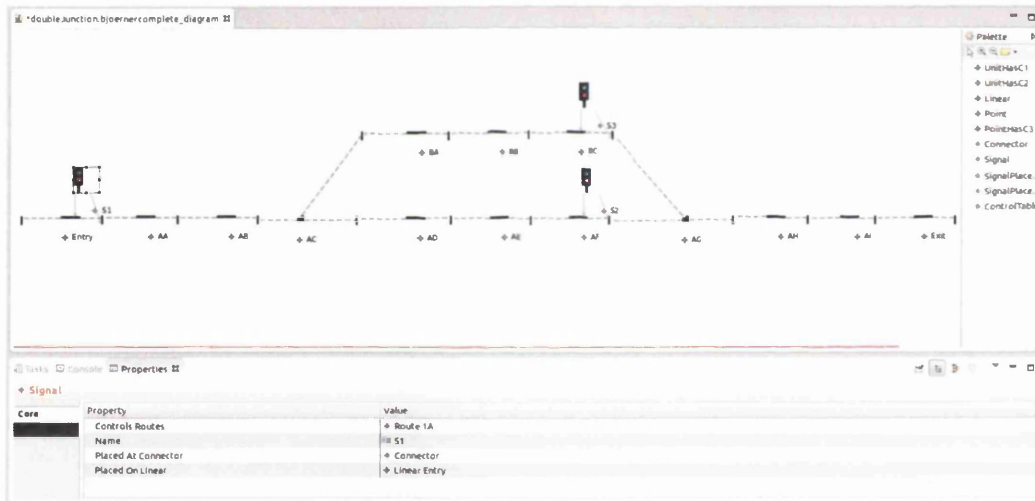 *doubleJunction.bjoernercomplete_diagram
Palette
UnitHasC1
UnitHasC2
Linear
Point
PointHasC3
Connector
Signal
SignalPlace.
SignalPlace.
ControlTable
S3
BA
BB
BC
S1
S2
Entry
AA
AB
AC
AD
AE
AF
AG
AH
AI
Exit
Tasks Console Properties
Signal
Core
Property Value
Controls Routes Route 1A
Name S1
Placed At Connector Connector
Placed On Linear Linear Entry